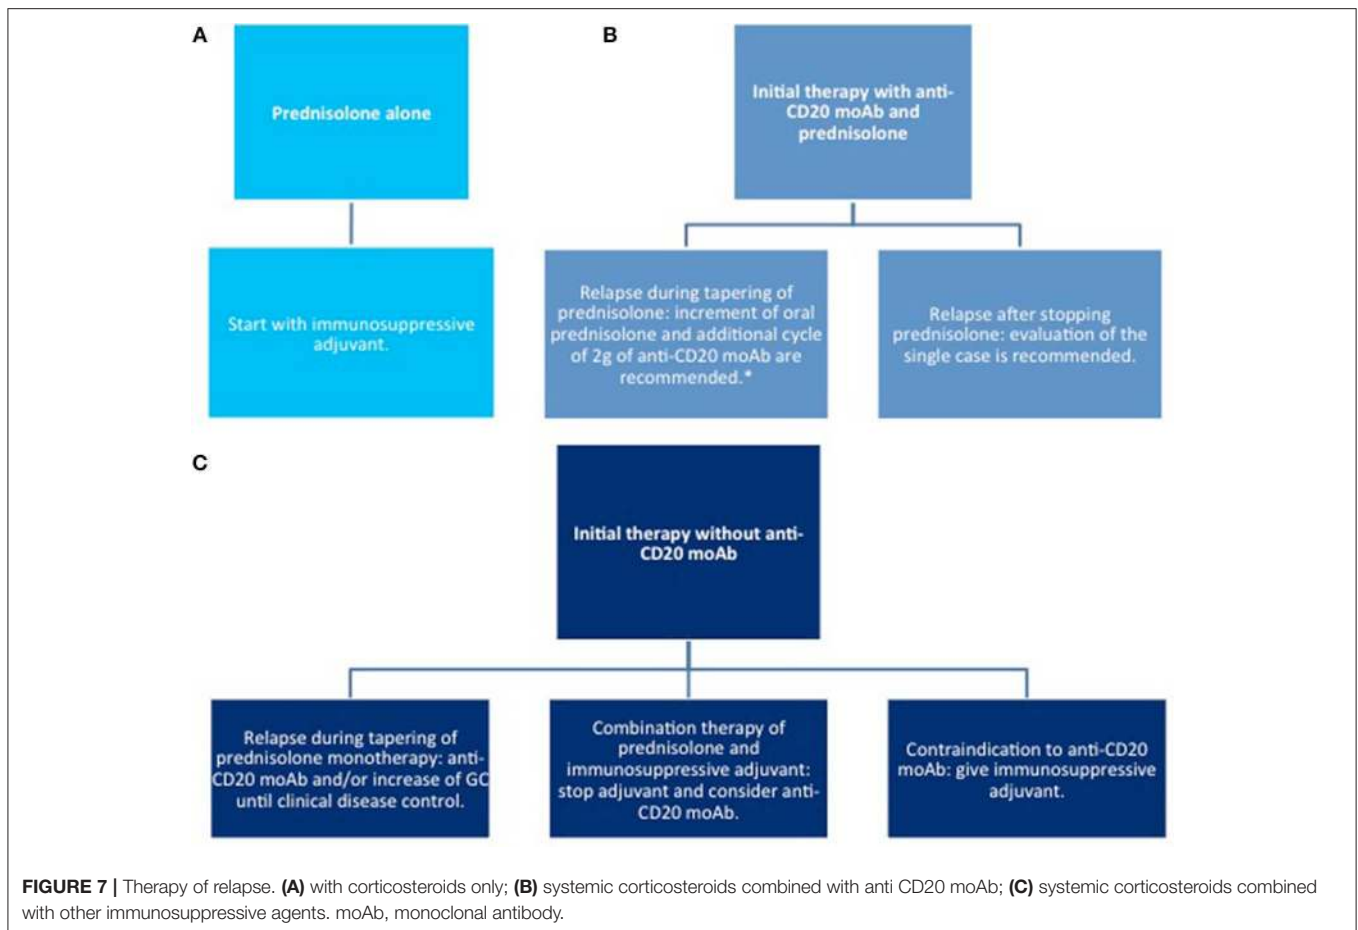 A
Prednisolone alone
Start with immunosuppressive
adjuvant.
B
Initial therapy with anti-
CD20 moAb and
prednisolone
Relapse during tapering of
prednisolone: increment of oral
prednisolone and additional cycle
of 2g of anti-CD20 moAb are
recommended.*
Relapse after stopping
prednisolone: evaluation of the
single case is recommended.
C
Initial therapy without anti-
CD20 moAb
Relapse during tapering of
prednisolone monotherapy: anti-
CD20 moAb and/or increase of GC
until clinical disease control.
Combination therapy of
prednisolone and
immunosuppressive adjuvant:
stop adjuvant and consider anti-
CD20 moAb.
Contraindication to anti-CD20
moAb: give immunosuppressive
adjuvant.
FIGURE 7 | Therapy of relapse. (A) with corticosteroids only; (B) systemic corticosteroids combined with anti CD20 moAb; (C) systemic corticosteroids combined
with other immunosuppressive agents. moAb, monoclonal antibody.